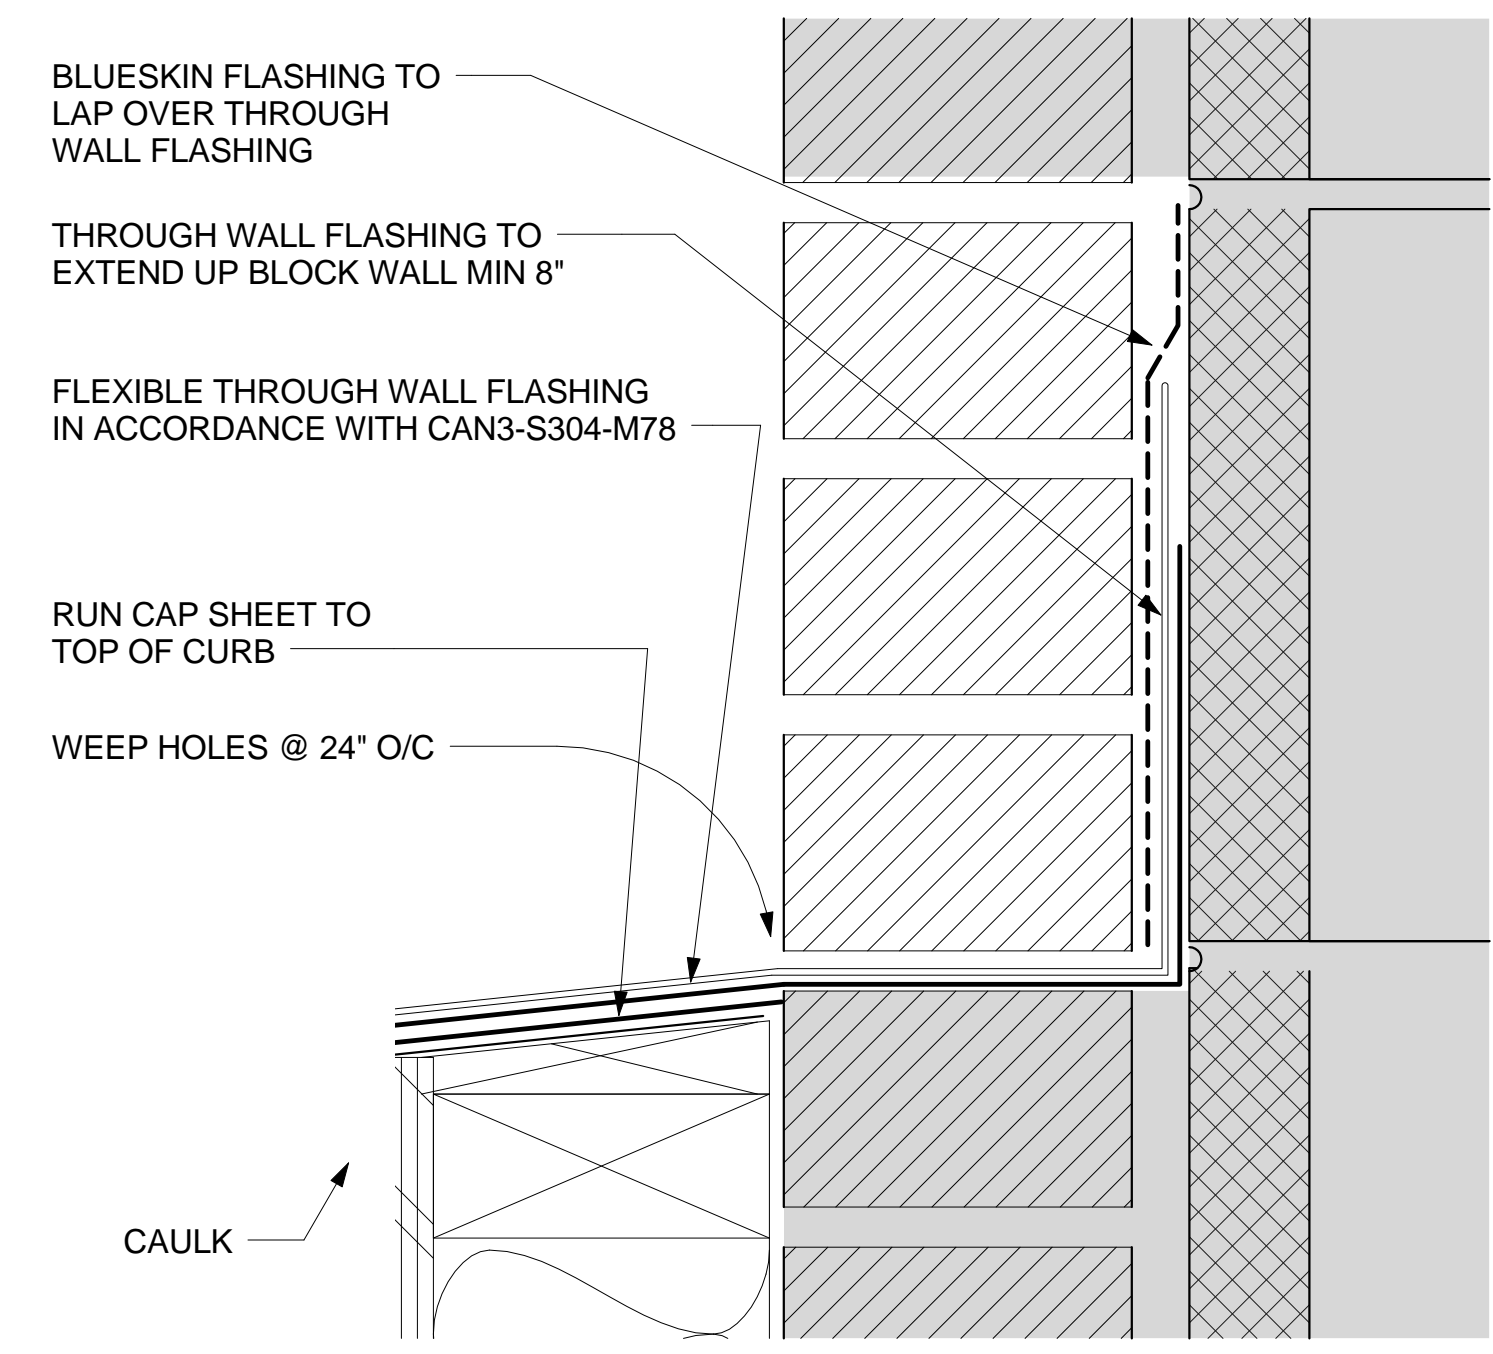 BLUESKIN FLASHING TO
LAP OVER THROUGH
WALL FLASHING
THROUGH WALL FLASHING TO
EXTEND UP BLOCK WALL MIN 8"
FLEXIBLE THROUGH WALL FLASHING
IN ACCORDANCE WITH CAN3-S304-M78
RUN CAP SHEET TO
TOP OF CURB
WEEP HOLES @ 24" O/C
CAULK